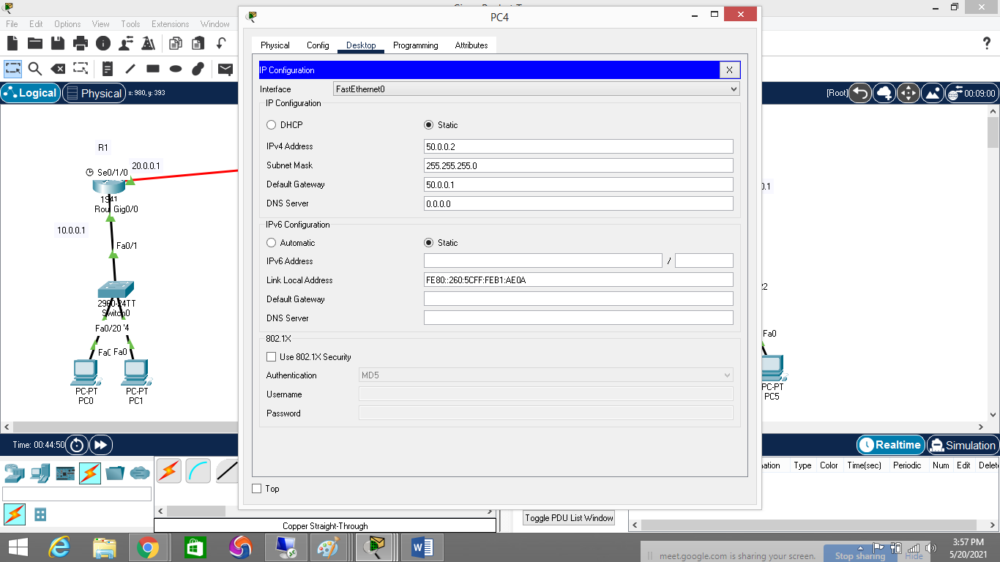 PC4
File Edit Options View Tools Extensions Window
?
Physical Config Desktop Programming Attributes
IP Configuration
X
Interface FastEthernet0
Logical Physical x: 980, y: 393
[Root] 00:09:00
IP Configuration
DHCP Static
IPv4 Address 50.0.0.2
Subnet Mask 255.255.255.0
Default Gateway 50.0.0.1
DNS Server 0.0.0.0
IPv6 Configuration
Automatic Static
IPv6 Address /
Link Local Address FE80::260:5CFF:FEB1:AE0A
Default Gateway
DNS Server
802.1X
Use 802.1X Security
Authentication MD5
Username
Password
Top
R1
20.0.0.1
Se0/1/0
1941
Rou Gig0/0
10.0.0.1
Fa0/1
2960-24TT
Switch0
Fa0/20 '4
Fa0 Fa0
PC-PT PC-PT
PC0 PC1
0.1
Fa0
PC-PT
PC5
Time: 00:44:50
Realtime Simulation
Type Color Time(sec) Periodic Num Edit Delet
Toggle PDU List Window
Copper Straight-Through
meet.google.com is sharing your screen. Stop sharing Hide
3:57 PM
5/20/2021